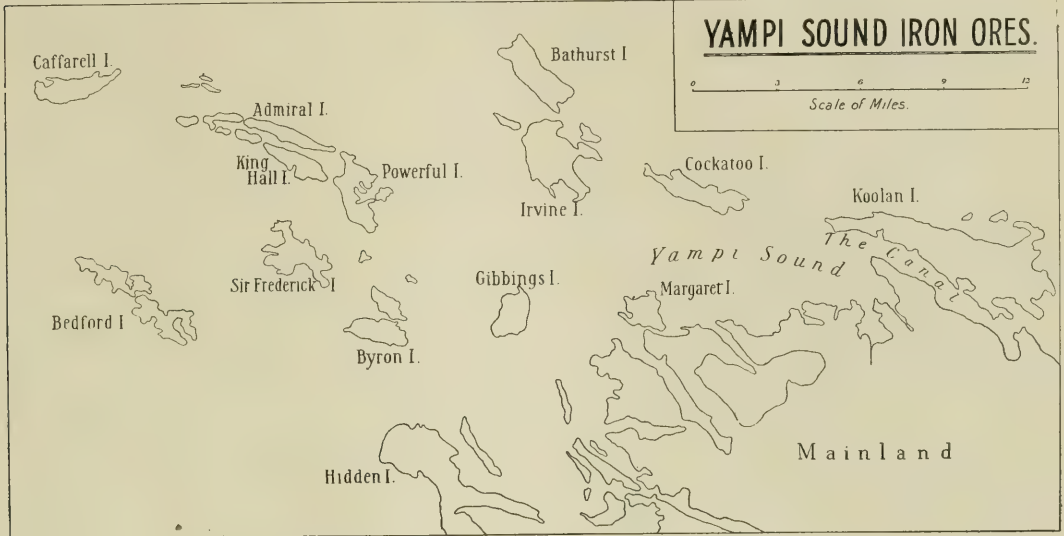 YAMPI SOUND IRON ORES.
0 3 6 9 12
Scale of Miles.
Caffarell I.
Bathurst I
Admiral I.
King
Hall I.
Powerful I.
Irvine I.
Cockatoo I.
Koolan I.
Yampi Sound
The Canal
Sir Frederick I
Gibbings I.
Margaret I.
Bedford I
Byron I.
Mainland
Hidden I.